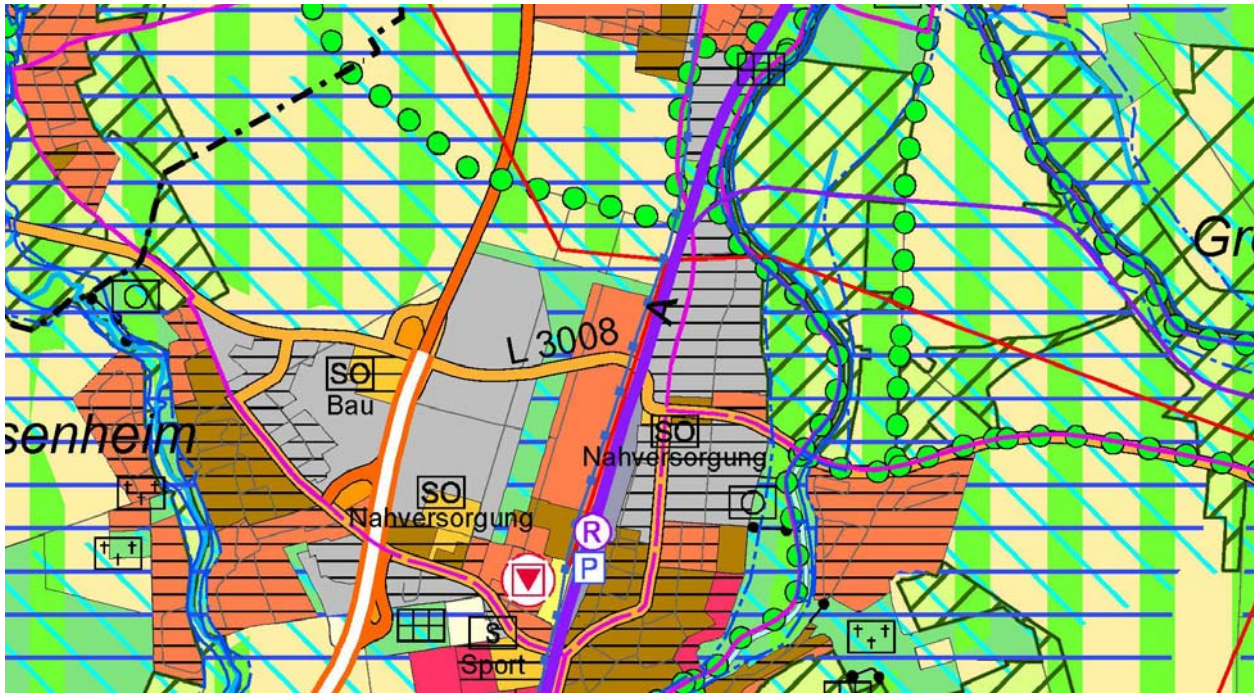 Gr
A
L 3008
SO
Bau
senheim
SO
Nahversorgung
SO
Nahversorgung
R
P
S
Sport